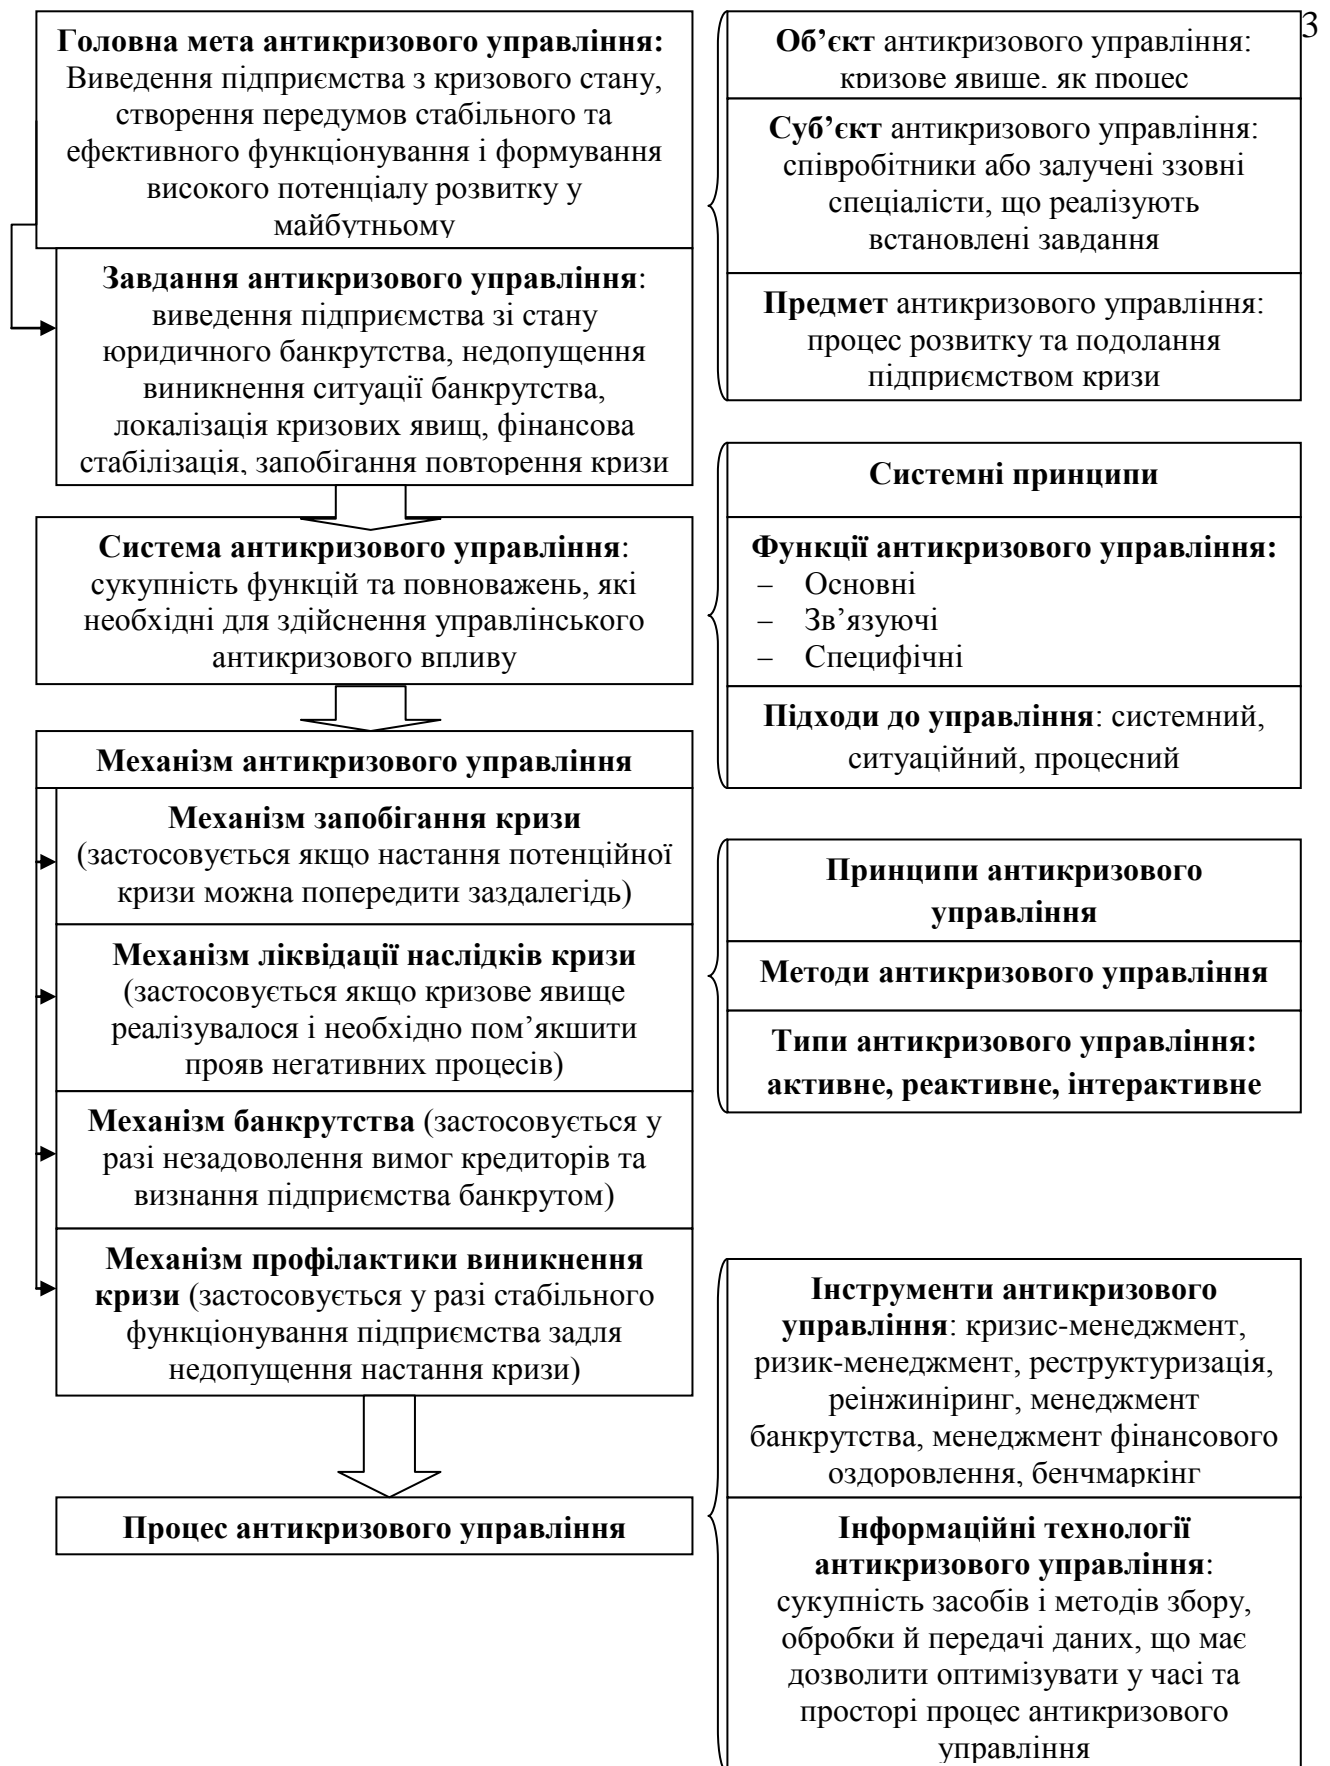 3
Головна мета антикризового управління:
Виведення підприємства з кризового стану,
створення передумов стабільного та
ефективного функціонування і формування
високого потенціалу розвитку у
майбутньому
Завдання антикризового управління:
виведення підприємства зі стану
юридичного банкрутства, недопущення
виникнення ситуації банкрутства,
локалізація кризових явищ, фінансова
стабілізація, запобігання повторення кризи
Система антикризового управління:
сукупність функцій та повноважень, які
необхідні для здійснення управлінського
антикризового впливу
Механізм антикризового управління
Механізм запобігання кризи
(застосовується якщо настання потенційної
кризи можна попередити заздалегідь)
Механізм ліквідації наслідків кризи
(застосовується якщо кризове явище
реалізувалося і необхідно пом’якшити
прояв негативних процесів)
Механізм банкрутства (застосовується у
разі незадоволення вимог кредиторів та
визнання підприємства банкрутом)
Механізм профілактики виникнення
кризи (застосовується у разі стабільного
функціонування підприємства задля
недопущення настання кризи)
Процес антикризового управління
Об’єкт антикризового управління:
кризове явише, як процес
Суб’єкт антикризового управління:
співробітники або залучені ззовні
спеціалісти, що реалізують
встановлені завдання
Предмет антикризового управління:
процес розвитку та подолання
підприємством кризи
Системні принципи
Функції антикризового управління:
– Основні
– Зв’язуючі
– Специфічні
Підходи до управління: системний,
ситуаційний, процесний
Принципи антикризового
управління
Методи антикризового управління
Типи антикризового управління:
активне, реактивне, інтерактивне
Інструменти антикризового
управління: кризис-менеджмент,
ризик-менеджмент, реструктуризація,
реінжиніринг, менеджмент
банкрутства, менеджмент фінансового
оздоровлення, бенчмаркінг
Інформаційні технології
антикризового управління:
сукупність засобів і методів збору,
обробки й передачі даних, що має
дозволити оптимізувати у часі та
просторі процес антикризового
управління